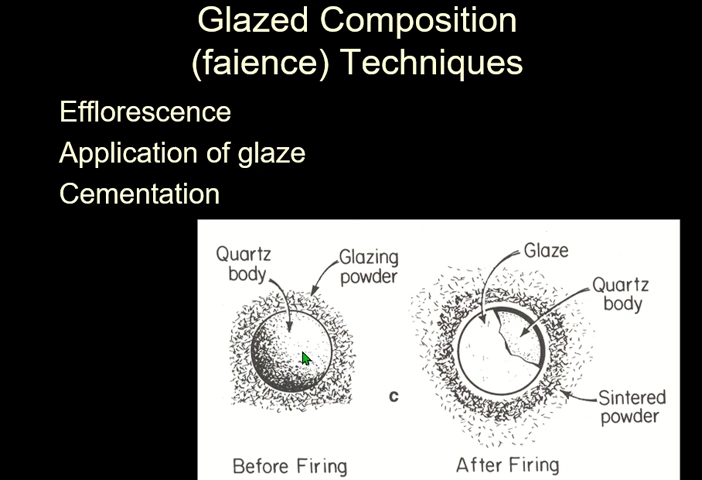 Glazed Composition
(faience) Techniques
Efflorescence
Application of glaze
Cementation
Quartz
body
Glazing
powder
Glaze
Quartz
body
c
Sintered
powder
Before Firing
After Firing